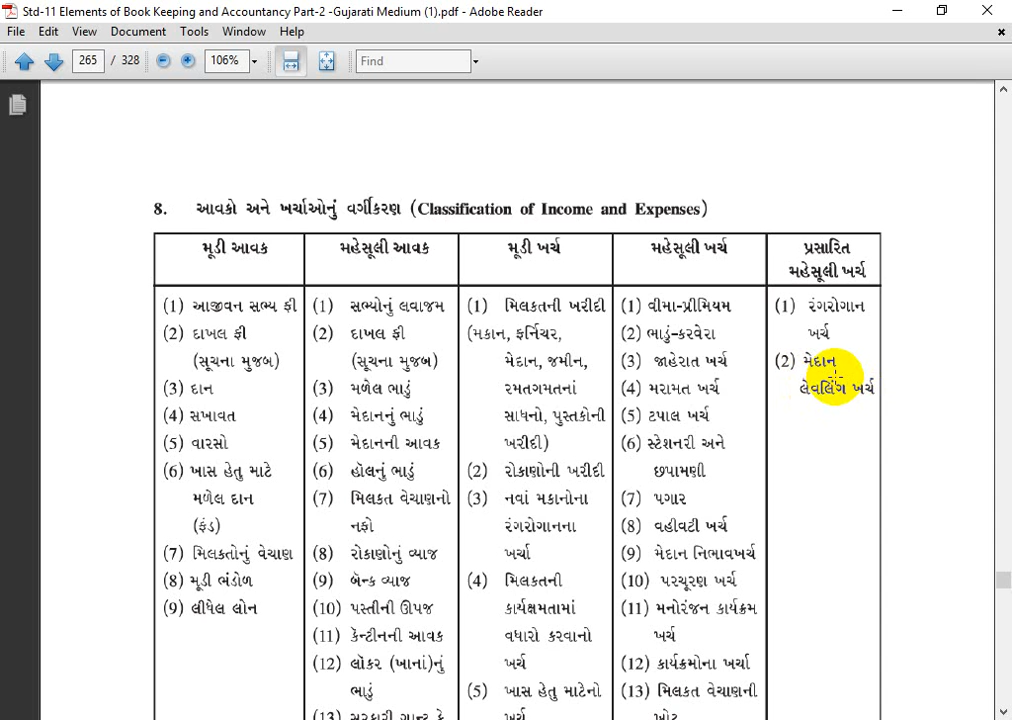 Std-11 Elements of Book Keeping and Accountancy Part-2 -Gujarati Medium (1).pdf - Adobe Reader
File Edit View Document Tools Window Help
265 / 328 106% Find
8. આવકો અને ખર્ચાઓનું વર્ગીકરણ (Classification of Income and Expenses)
મૂડી આવક
(1) આજીવન સભ્ય ફી
(2) દાખલ ફી
(સૂચના મુજબ)
(3) દાન
(4) સખાવત
(5) વારસો
(6) ખાસ હેતુ માટે
મળેલ દાન
(ફંડ)
(7) મિલકતોનું વેચાણ
(8) મૂડી ભંડોળ
(9) લીધેલ લોન
મહેસૂલી આવક
(1) સભ્યોનું લવાજમ
(2) દાખલ ફી
(સૂચના મુજબ)
(3) મળેલ ભાડું
(4) મેદાનનું ભાડું
(5) મેદાનની આવક
(6) હૉલનું ભાડું
(7) મિલકત વેચાણનો
નફો
(8) રોકાણોનું વ્યાજ
(9) બૅન્ક વ્યાજ
(10) પસ્તીની ઊપજ
(11) કૅન્ટીનની આવક
(12) લૉકર (ખાનાં)નું
ભાડું
(13) સરકારી ગ્રાન્ટ કે
મૂડી ખર્ચ
(1) મિલકતની ખરીદી
(મકાન, ફર્નિચર,
મેદાન, જમીન,
રમતગમતનાં
સાધનો, પુસ્તકોની
ખરીદી)
(2) રોકાણોની ખરીદી
(3) નવાં મકાનોના
રંગરોગાનના
ખર્ચા
(4) મિલકતની
કાર્યક્ષમતામાં
વધારો કરવાનો
ખર્ચ
(5) ખાસ હેતુ માટેનો
ખર્ચ
મહેસૂલી ખર્ચ
(1) વીમા-પ્રીમિયમ
(2) ભાડું-કરવેરા
(3) જાહેરાત ખર્ચ
(4) મરામત ખર્ચ
(5) ટપાલ ખર્ચ
(6) સ્ટેશનરી અને
છપામણી
(7) પગાર
(8) વહીવટી ખર્ચ
(9) મેદાન નિભાવખર્ચ
(10) પરચૂરણ ખર્ચ
(11) મનોરંજન કાર્યક્રમ
ખર્ચ
(12) કાર્યક્રમોના ખર્ચા
(13) મિલકત વેચાણની
ખોટ
પ્રસારિત
મહેસૂલી ખર્ચ
(1) રંગરોગાન
ખર્ચ
(2) મેદાન
લેવલિંગ ખર્ચ